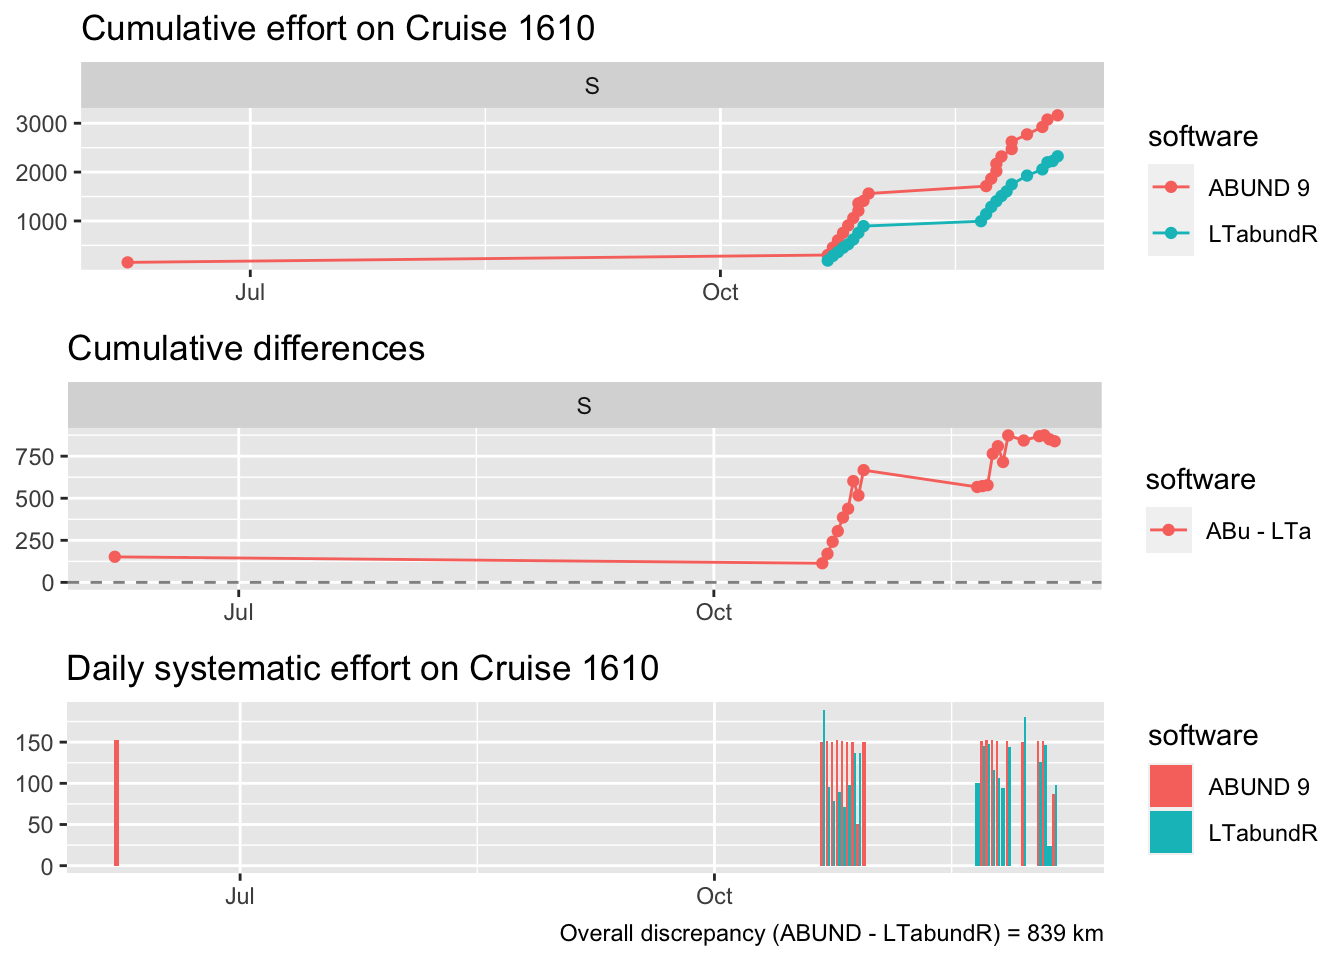 Cumulative effort on Cruise 1610
S
3000
2000
1000
Jul
Oct
software
ABUND 9
LTabundR
Cumulative differences
S
750
500
250
0
Jul
Oct
software
ABu - LTa
Daily systematic effort on Cruise 1610
150
100
50
0
Jul
Oct
software
ABUND 9
LTabundR
Overall discrepancy (ABUND - LTabundR) = 839 km